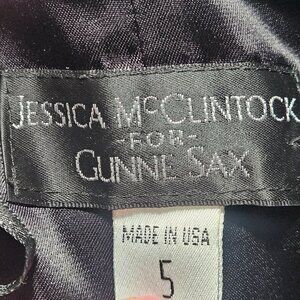 JESSICA MCCLINTOCK
-FOR-
GUNNE SAX
MADE IN USA
5